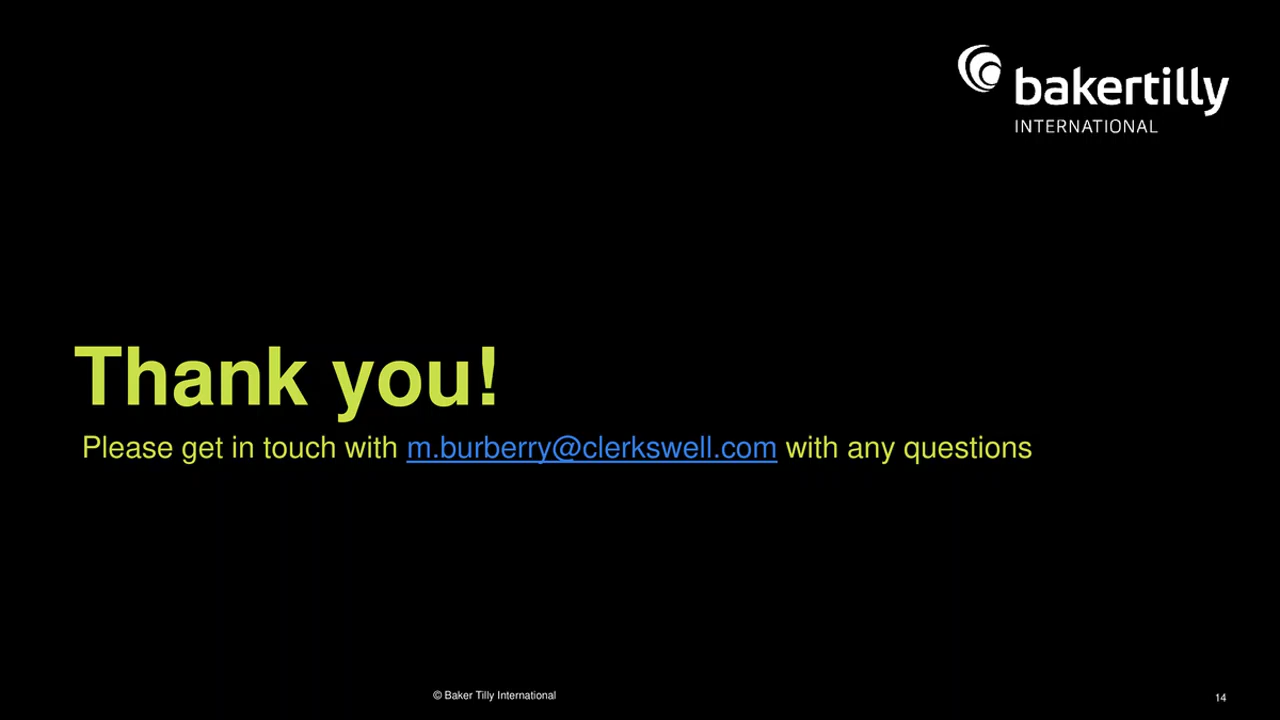 bakertilly
INTERNATIONAL
Thank you!
Please get in touch with m.burberry@clerkswell.com with any questions
© Baker Tilly International
14